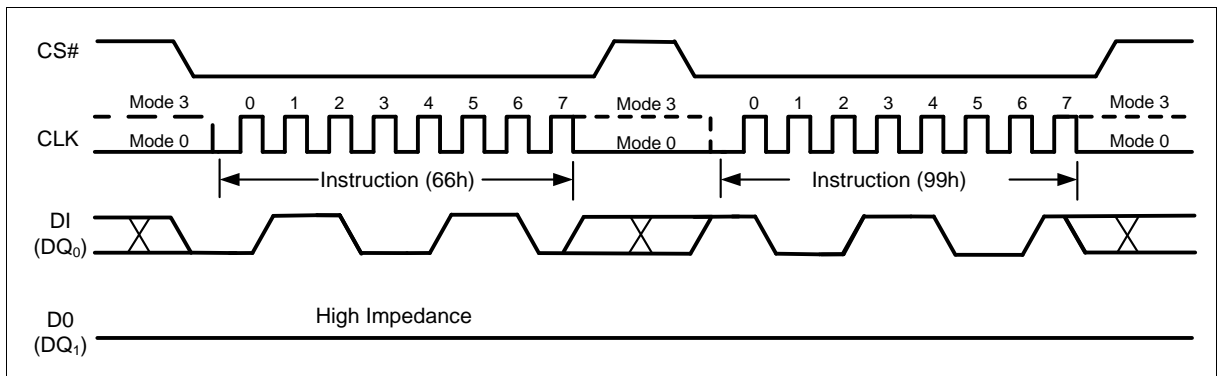 CS#
Mode 3 0 1 2 3 4 5 6 7 Mode 3 0 1 2 3 4 5 6 7 Mode 3
CLK
Mode 0 Mode 0 Mode 0
Instruction (66h) Instruction (99h)
DI
(DQ0)
D0 High Impedance
(DQ1)